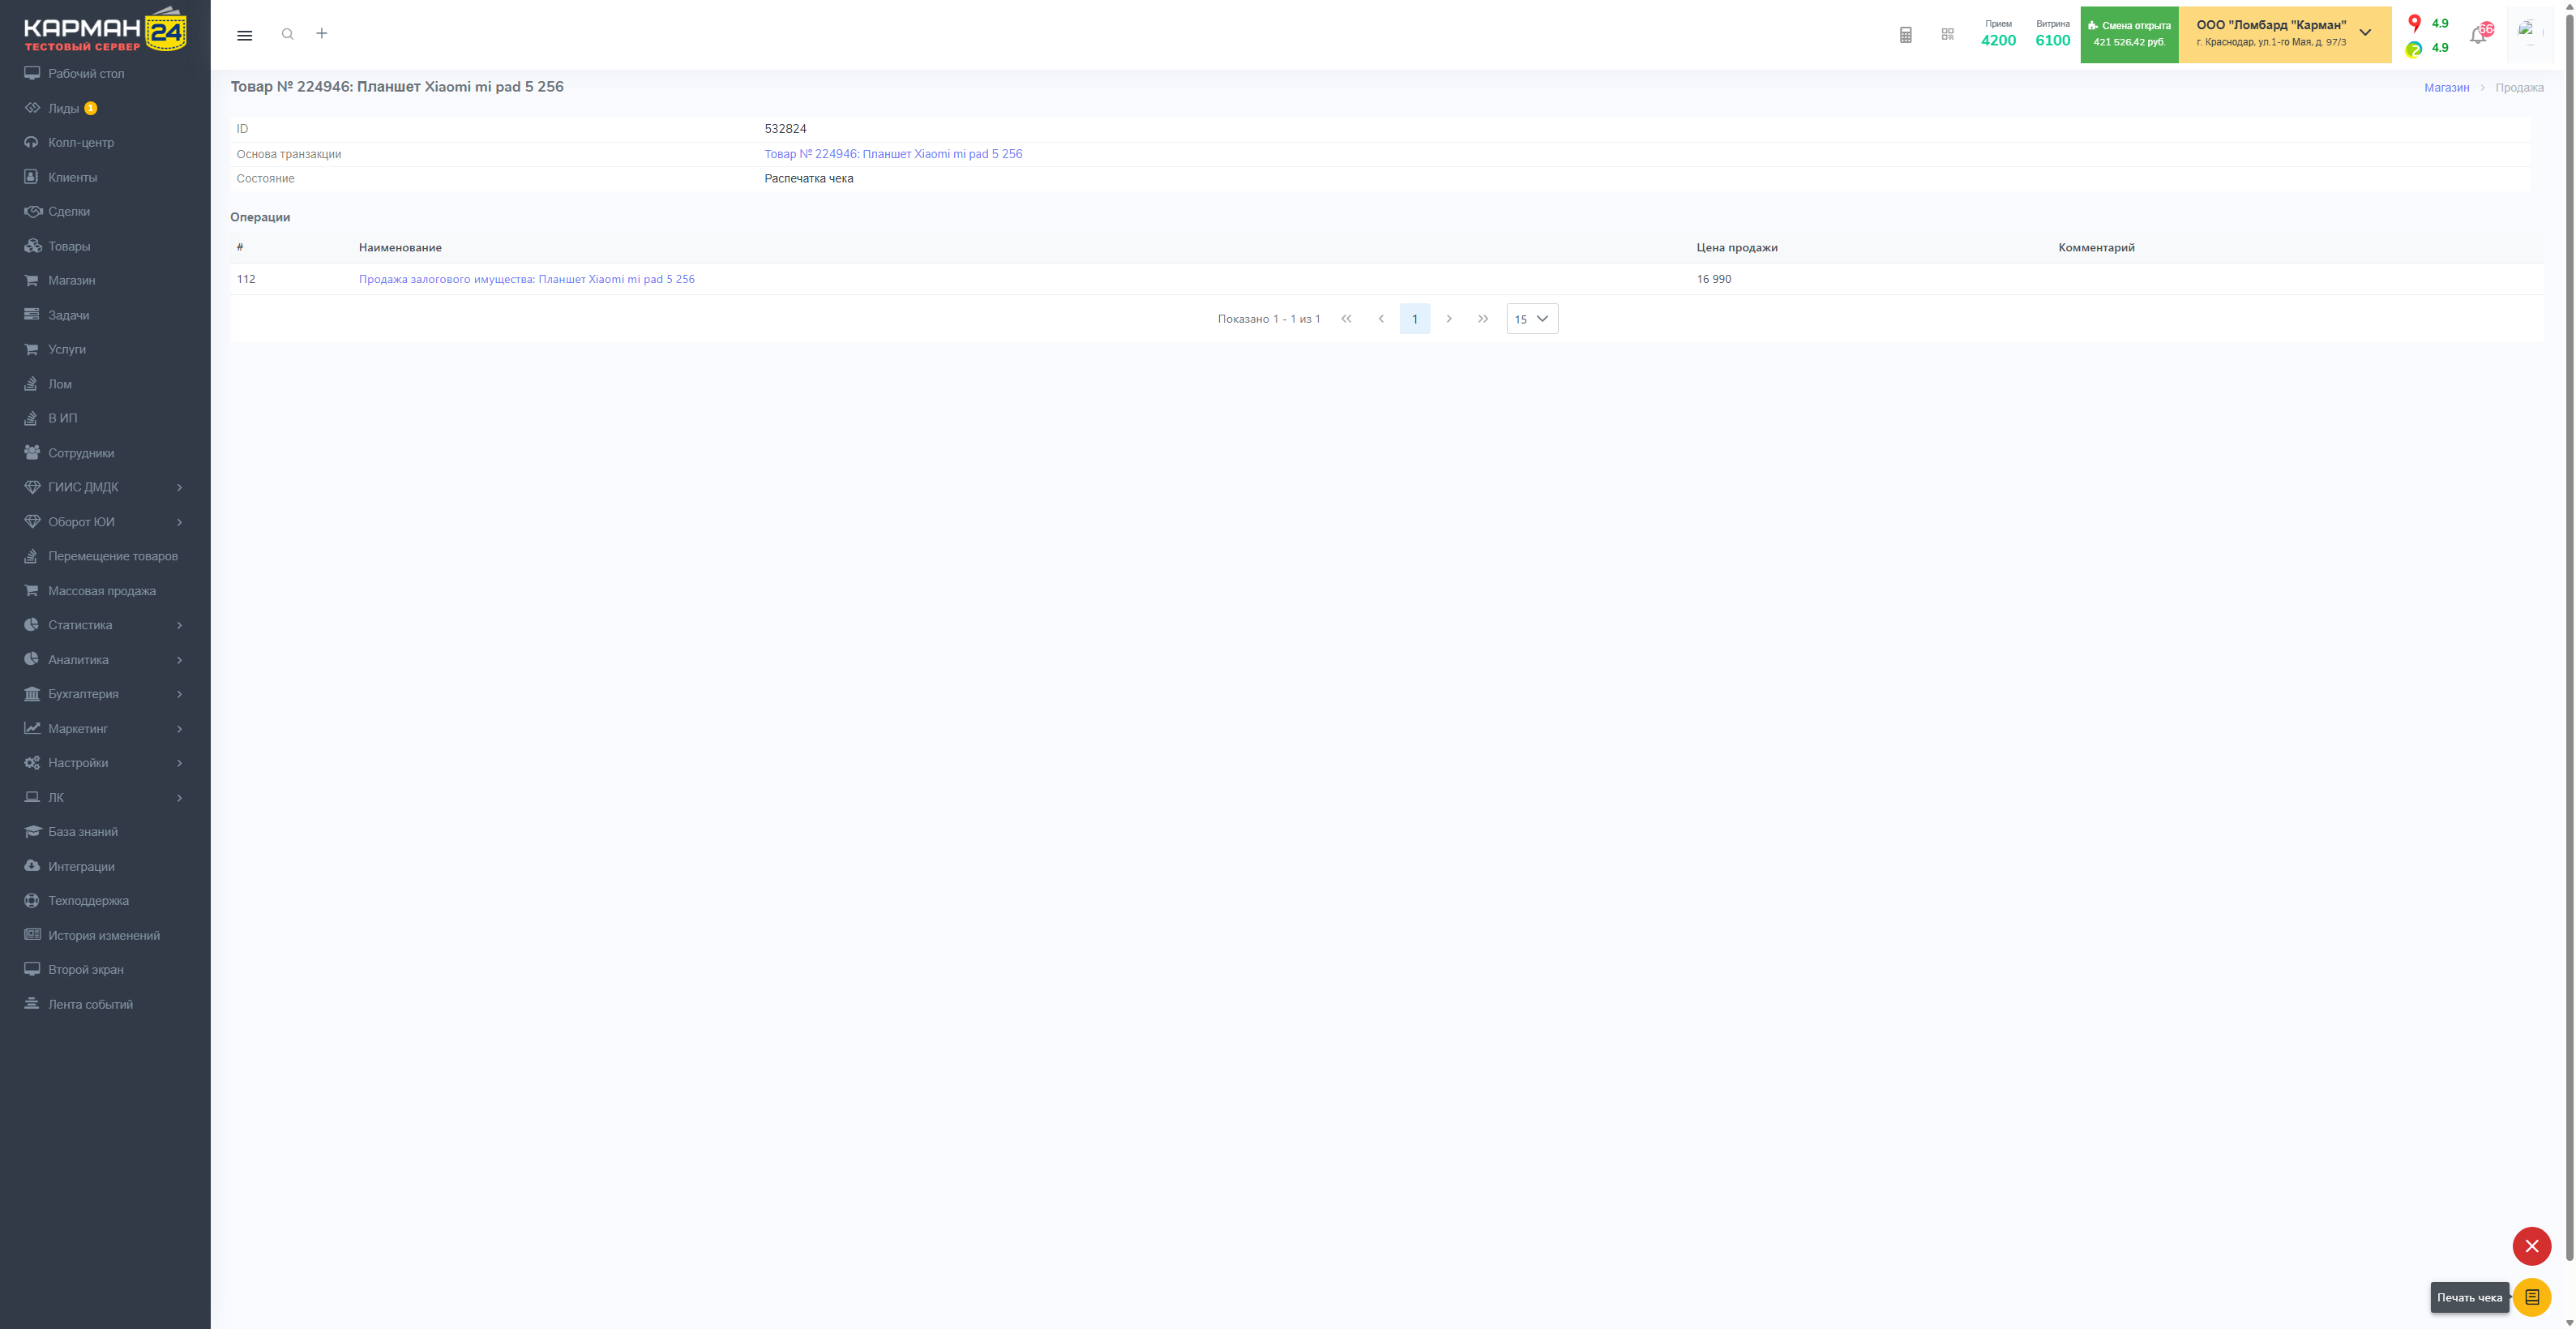 КАРМАН 24
ТЕСТОВЫЙ СЕРВЕР
Рабочий стол
Лиды 1
Колл-центр
Клиенты
Сделки
Товары
Магазин
Задачи
Услуги
Лом
В ИП
Сотрудники
ГИИС ДМДК
Оборот ЮИ
Перемещение товаров
Массовая продажа
Статистика
Аналитика
Бухгалтерия
Маркетинг
Настройки
ЛК
База знаний
Интеграции
Техподдержка
История изменений
Второй экран
Лента событий
Прием
4200
Витрина
6100
Смена открыта
421 526,42 руб.
ООО "Ломбард "Карман"
г. Краснодар, ул.1-го Мая, д. 97/3
4.9
4.9
Товар № 224946: Планшет Xiaomi mi pad 5 256
Магазин > Продажа
ID 532824
Основа транзакции Товар № 224946: Планшет Xiaomi mi pad 5 256
Состояние Распечатка чека
Операции
# Наименование Цена продажи Комментарий
112 Продажа залогового имущества: Планшет Xiaomi mi pad 5 256 16 990
Показано 1 - 1 из 1 1 15
Печать чека